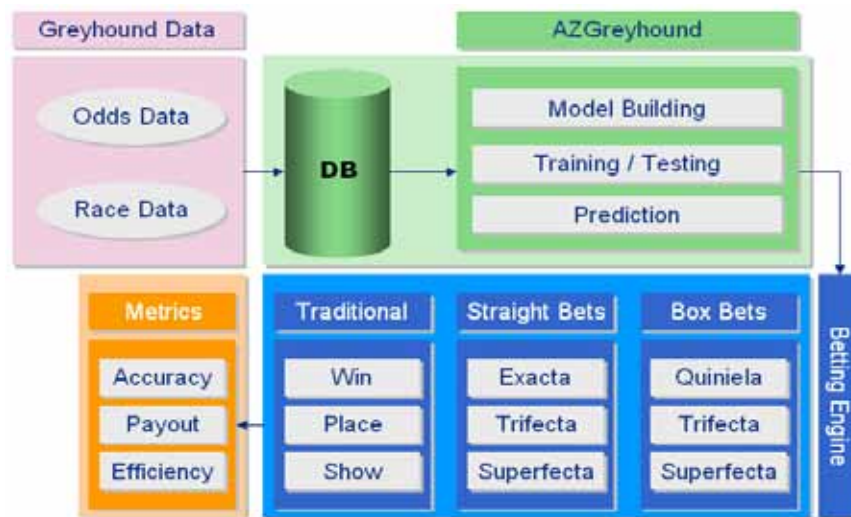 Greyhound Data
AZGreyhound
Odds Data
Race Data
DB
Model Building
Training / Testing
Prediction
Metrics
Accuracy
Payout
Efficiency
Traditional
Win
Place
Show
Straight Bets
Exacta
Trifecta
Superfecta
Box Bets
Quiniela
Trifecta
Superfecta
Betting Engine